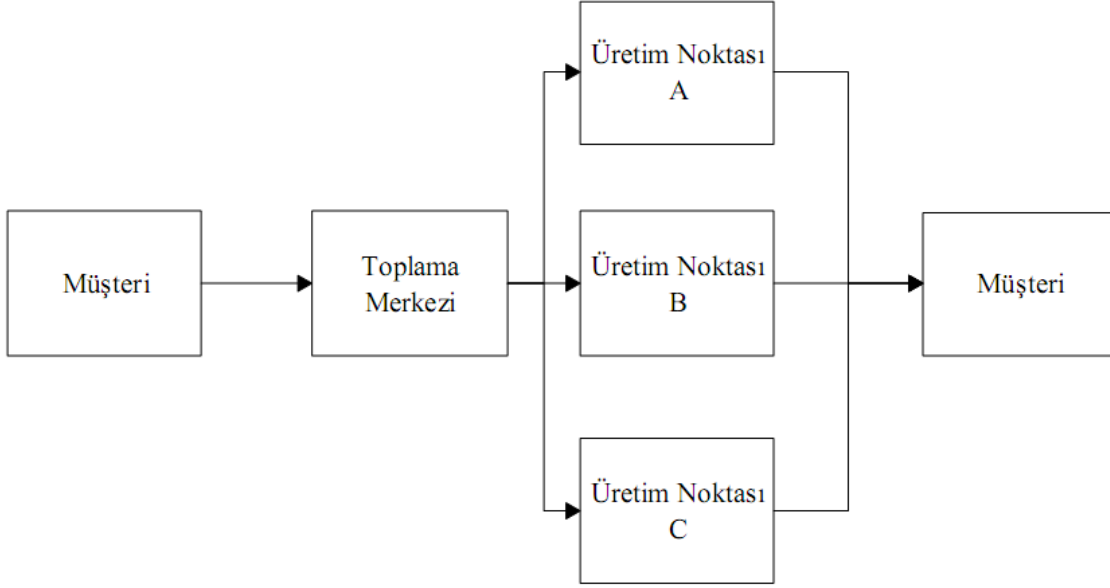 Müşteri
Toplama
Merkezi
Üretim Noktası
A
Üretim Noktası
B
Üretim Noktası
C
Müşteri